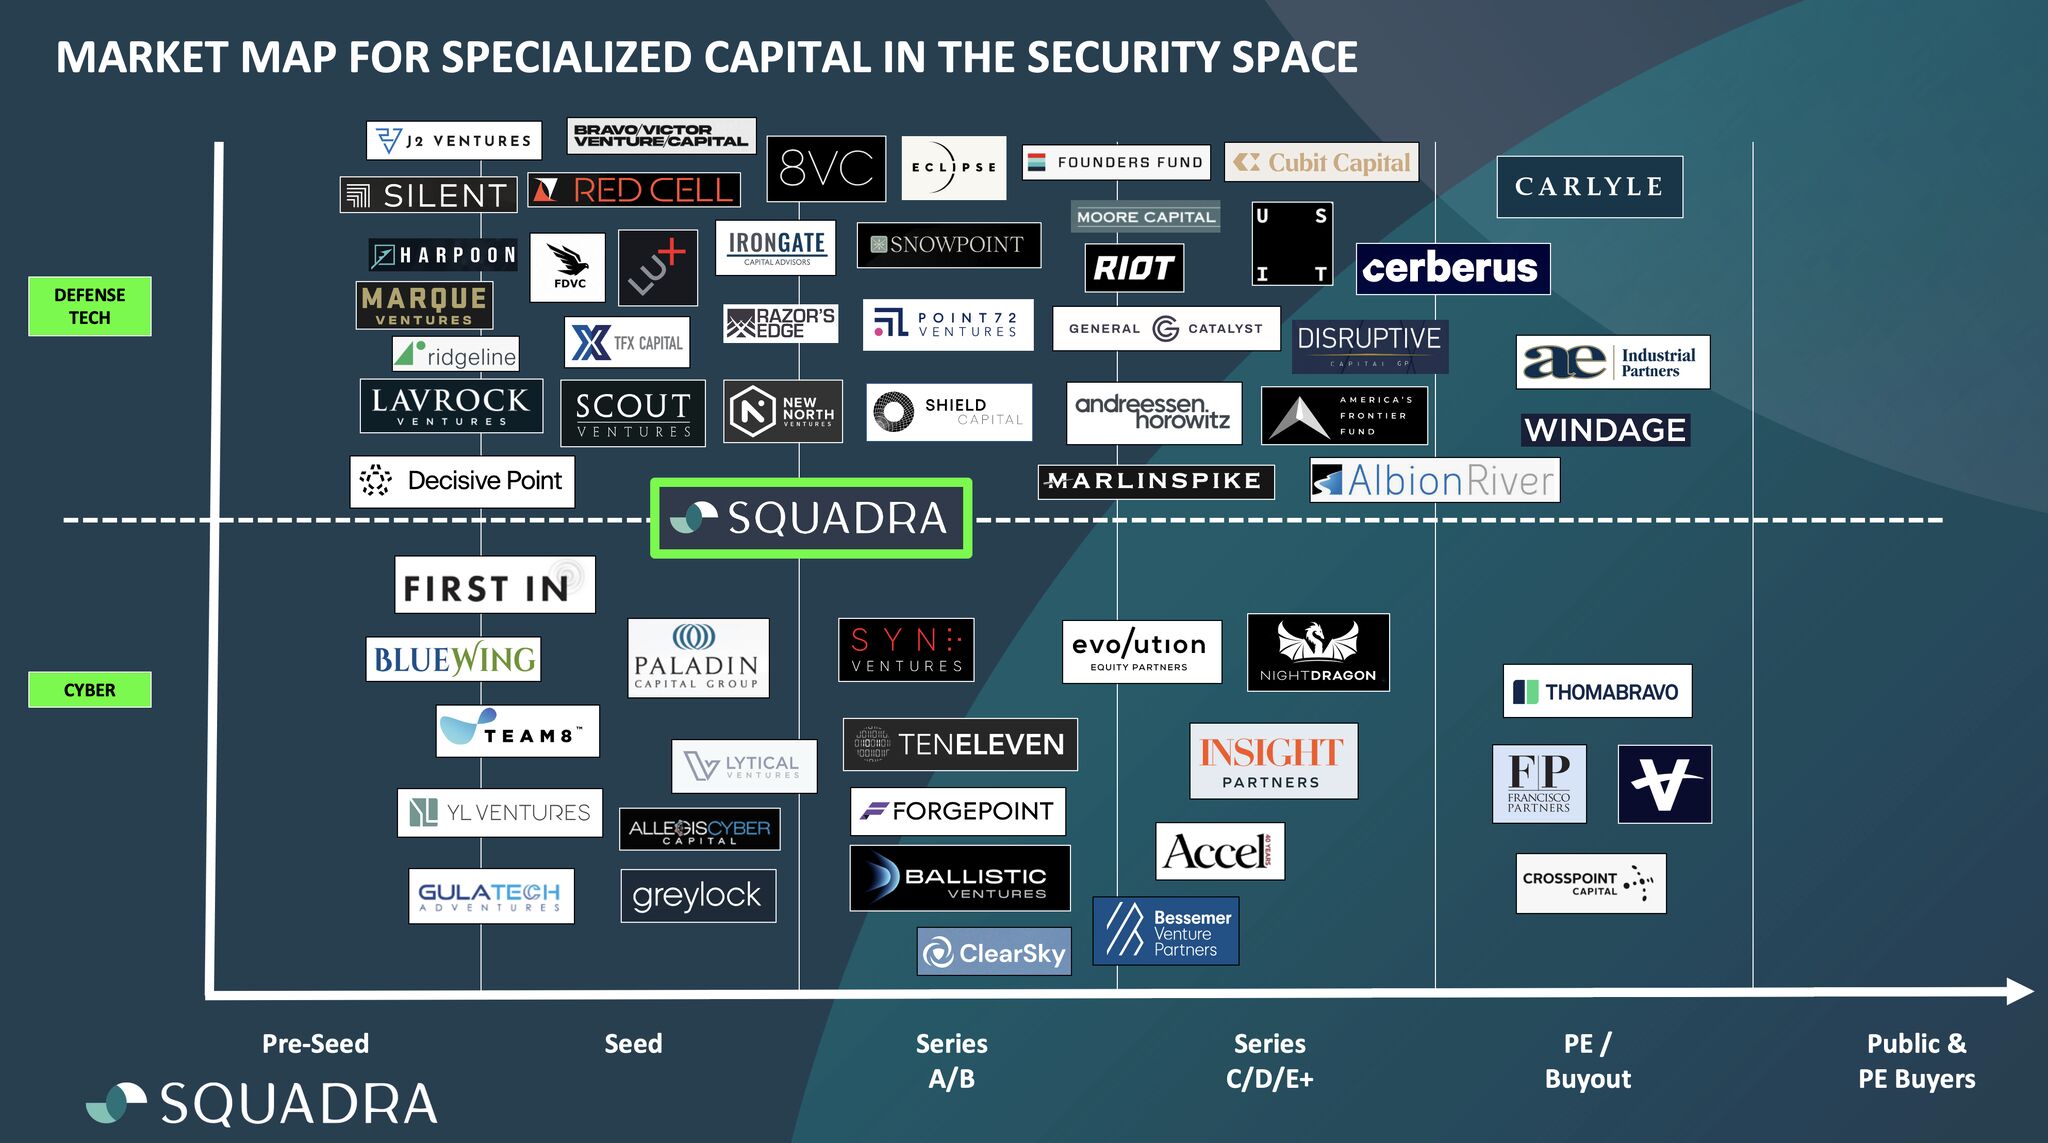 MARKET MAP FOR SPECIALIZED CAPITAL IN THE SECURITY SPACE
DEFENSE
TECH
J2 VENTURES
BRAVO/VICTOR
VENTURE/CAPITAL
8VC
ECLIPSE
FOUNDERS FUND
Cubit Capital
CARLYLE
SILENT
RED CELL
MOORE CAPITAL
U S
I T
HARPOON
FDVC
LU+
IRONGATE
CAPITAL ADVISORS
SNOWPOINT
RIOT
cerberus
MARQUE
VENTURES
TFX CAPITAL
RAZOR'S
EDGE
POINT72
VENTURES
GENERAL CATALYST
DISRUPTIVE
CAPITAL GP
ae Industrial
Partners
ridgeline
LAVROCK
VENTURES
SCOUT
VENTURES
N NEW
NORTH
VENTURES
SHIELD
CAPITAL
andreessen.
horowitz
AMERICA'S
FRONTIER
FUND
WINDAGE
Decisive Point
SQUADRA
MARLINSPIKE
AlbionRiver
CYBER
FIRST IN
BLUEWING
PALADIN
CAPITAL GROUP
SYN
VENTURES
evo/ution
EQUITY PARTNERS
NIGHTDRAGON
THOMABRAVO
TEAM8™
LYTICAL
VENTURES
TENELEVEN
INSIGHT
PARTNERS
FP
FRANCISCO
PARTNERS
YL VENTURES
ALLEGISCYBER
CAPITAL
FORGEPOINT
Accel
40 YEARS
GULATECH
ADVENTURES
greylock
BALLISTIC
VENTURES
CROSSPOINT
CAPITAL
ClearSky
Bessemer
Venture
Partners
Pre-Seed
Seed
Series
A/B
Series
C/D/E+
PE /
Buyout
Public &
PE Buyers
SQUADRA